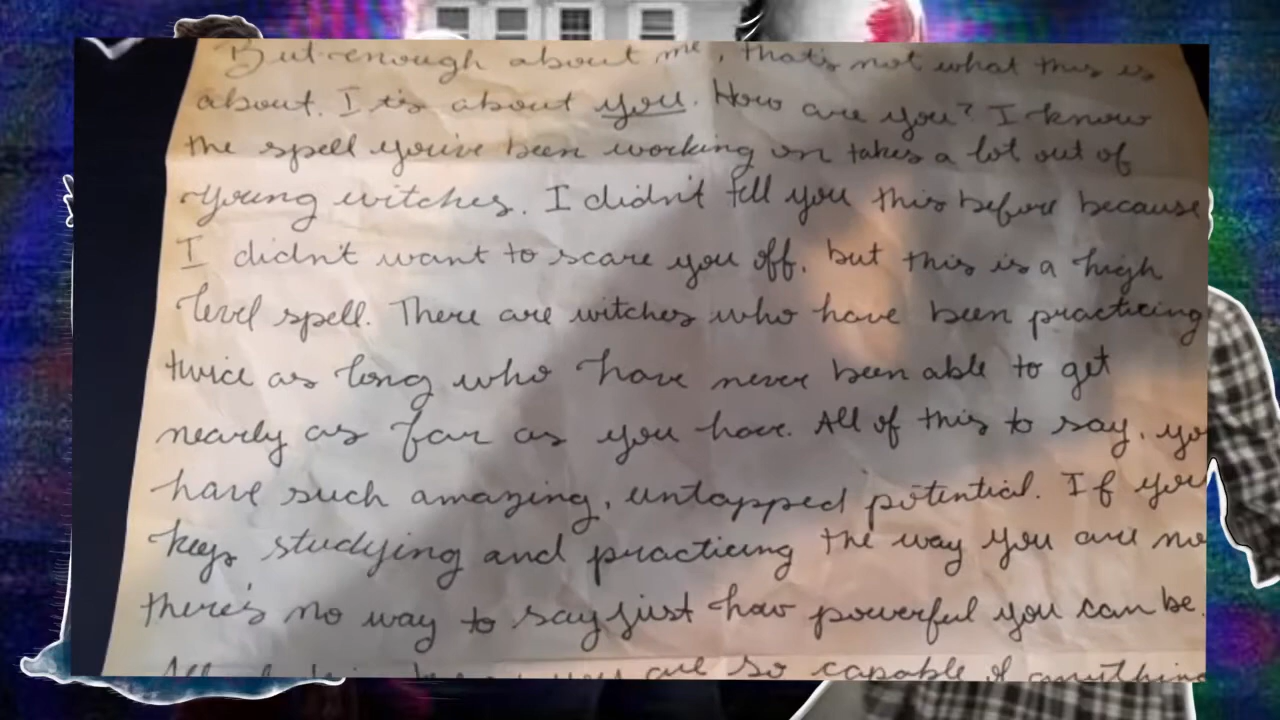 But enough about me, that's not what this is
about. I ts about you. How are you? I know
the spell you've been working on takes a lot out of
young witches. I didn't tell you this before because
I didn't want to scare you off, but this is a high
level spell. There are witches who have been practicing
twice as long who have never been able to get
nearly as far as you have. All of this to say, yo
have such amazing, untapped potential. If you
keep studying and practicing the way you are no
there's no way to say just how powerful you can be.
you are so capable of anything